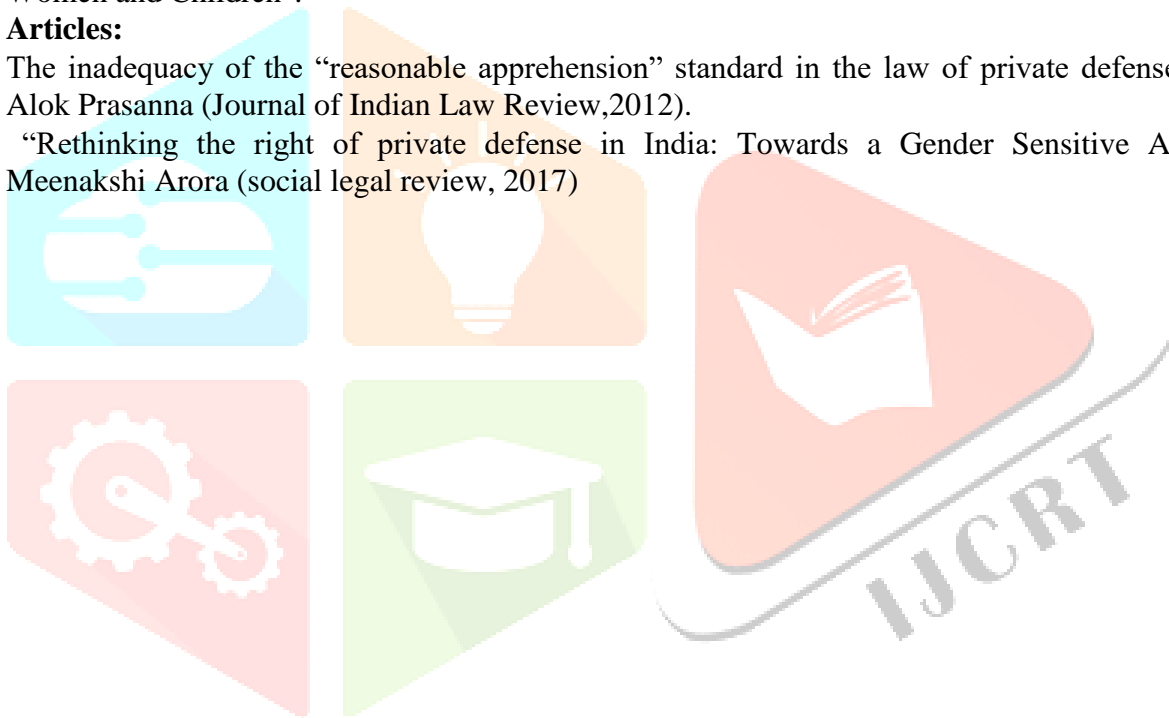 Women and Children”.
Articles:
The inadequacy of the “reasonable apprehension” standard in the law of private defense
Alok Prasanna (Journal of Indian Law Review,2012).
“Rethinking the right of private defense in India: Towards a Gender Sensitive A
Meenakshi Arora (social legal review, 2017)
IJCRT